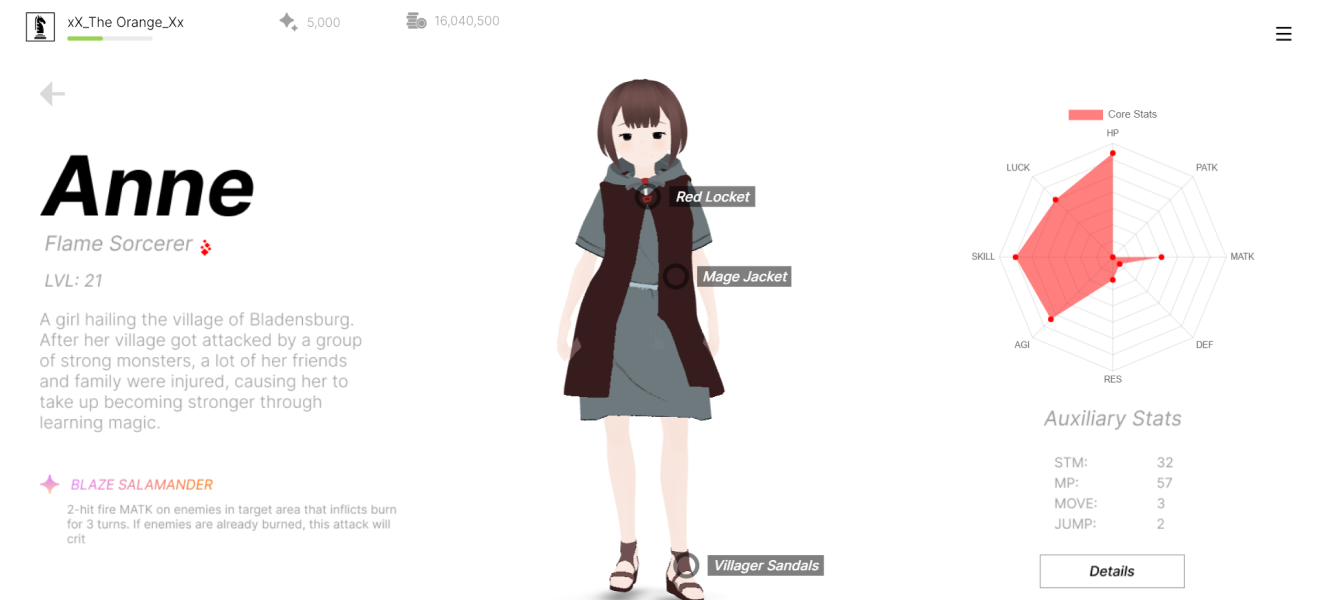 xX_The Orange_Xx
5,000
16,040,500
Anne
Flame Sorcerer
LVL: 21
A girl hailing the village of Bladensburg.
After her village got attacked by a group
of strong monsters, a lot of her friends
and family were injured, causing her to
take up becoming stronger through
learning magic.
BLAZE SALAMANDER
2-hit fire MATK on enemies in target area that inflicts burn
for 3 turns. If enemies are already burned, this attack will
crit
Red Locket
Mage Jacket
Villager Sandals
Core Stats
HP
LUCK
PATK
SKILL
MATK
AGI
DEF
RES
Auxiliary Stats
STM: 32
MP: 57
MOVE: 3
JUMP: 2
Details